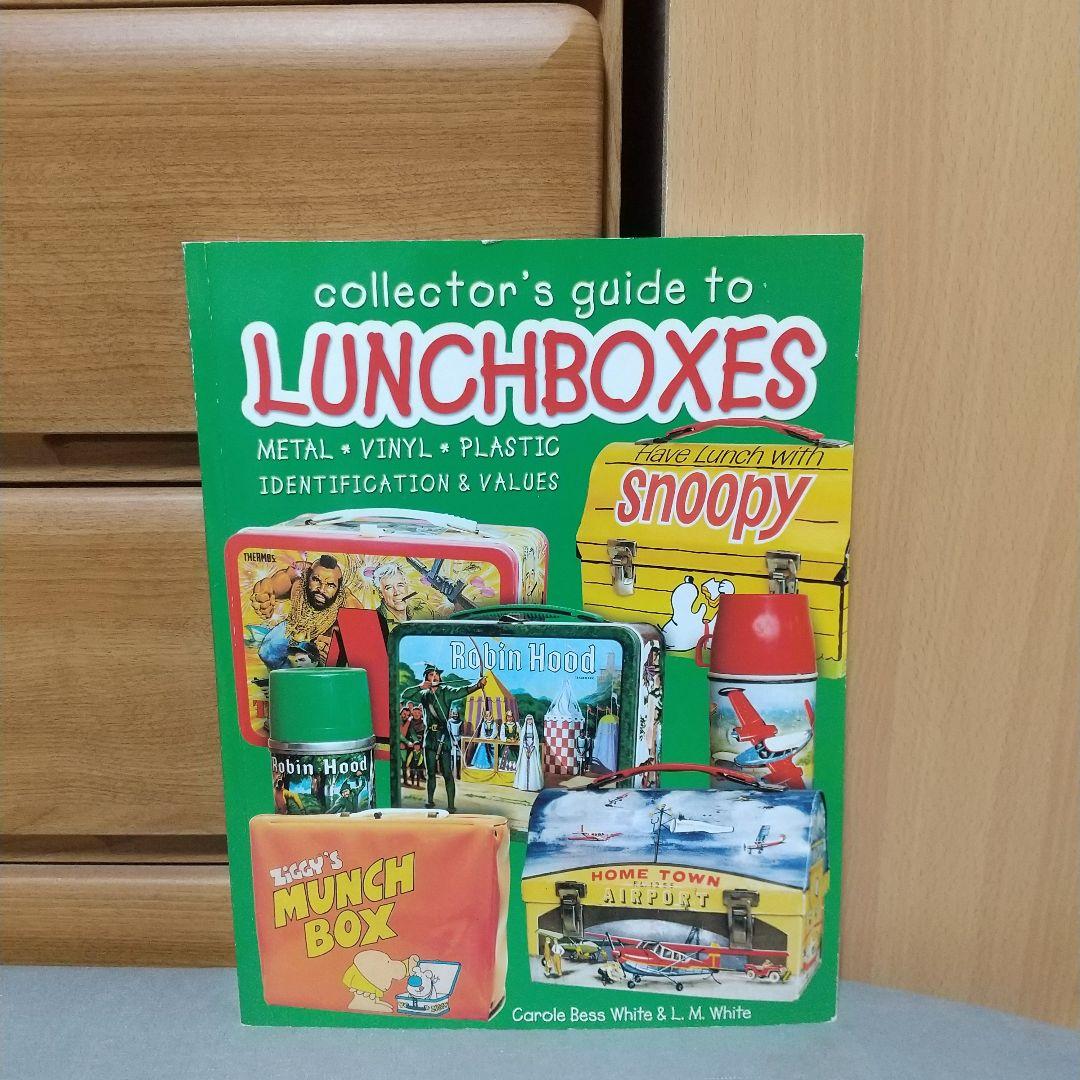 collector's guide to
LUNCHBOXES
METAL * VINYL * PLASTIC
IDENTIFICATION & VALUES
Have Lunch with
snoopy
THERMOS
Robin Hood
Robin Hood
ZIGGY'S
MUNCH
BOX
HOME TOWN
AIRPORT
Carole Bess White & L. M. White